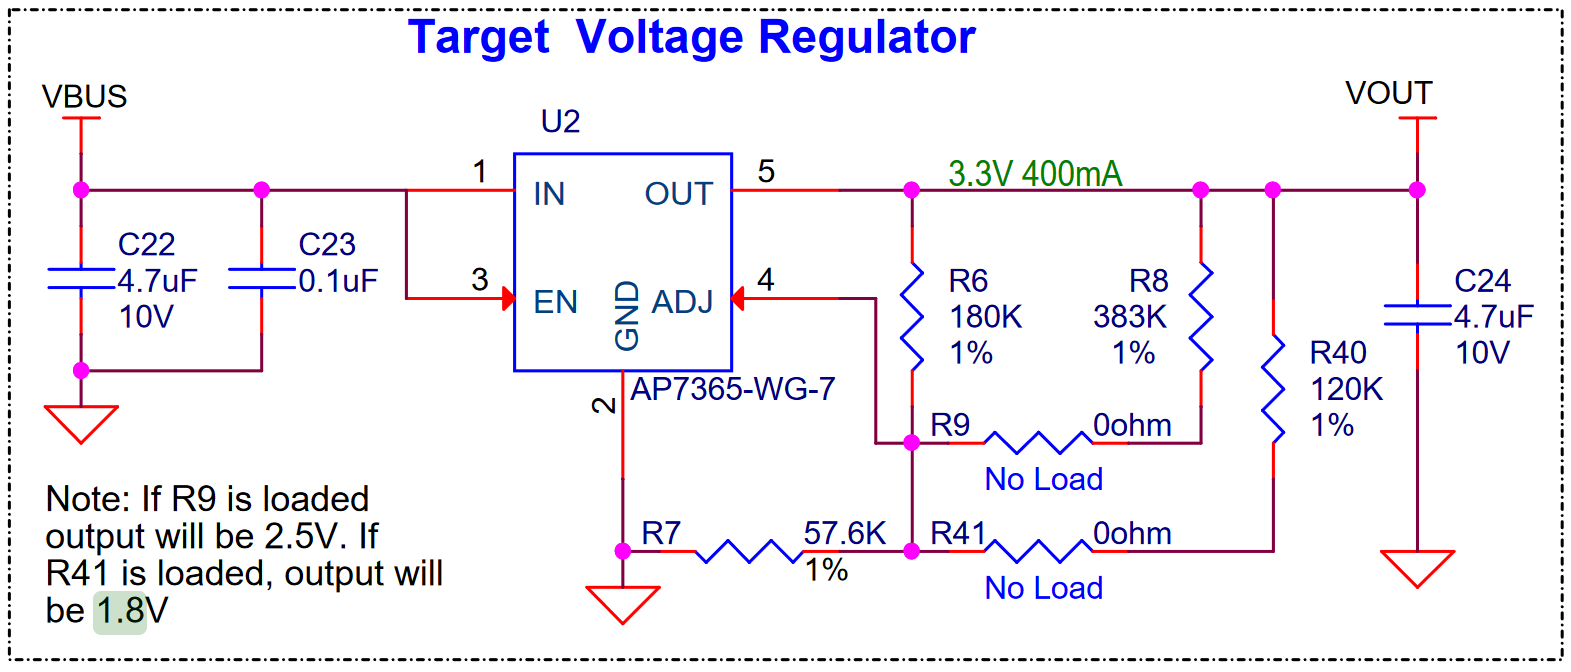 Target Voltage Regulator
VBUS
VOUT
U2
1
IN
OUT
5
3.3V 400mA
C22
4.7uF
10V
C23
0.1uF
3
EN
GND
ADJ
4
R6
180K
1%
R8
383K
1%
C24
4.7uF
10V
R40
120K
1%
2
AP7365-WG-7
R9
0ohm
No Load
R7
57.6K
1%
R41
0ohm
No Load
Note: If R9 is loaded
output will be 2.5V. If
R41 is loaded, output will
be 1.8V